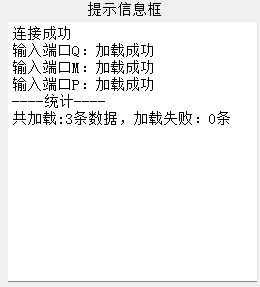 提示信息框
连接成功
输入端口Q：加载成功
输入端口M：加载成功
输入端口P：加载成功
----统计----
共加载:3条数据，加载失败：0条